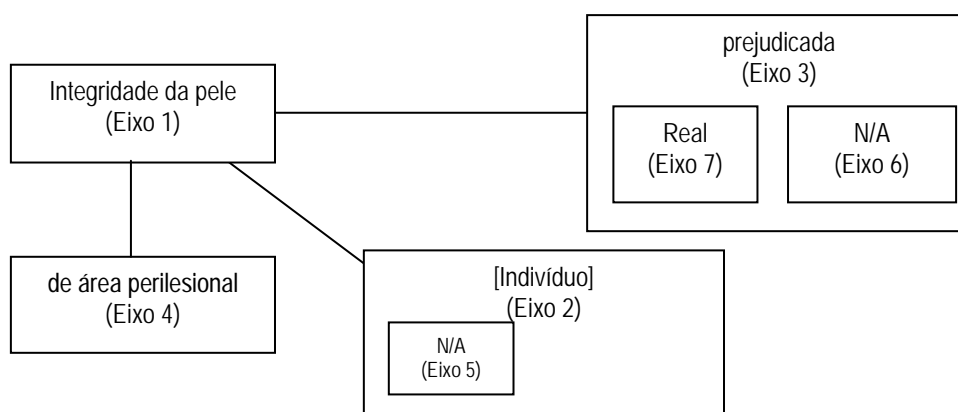 prejudicada
(Eixo 3)
Integridade da pele
(Eixo 1)
Real
(Eixo 7)
N/A
(Eixo 6)
de área perilesional
(Eixo 4)
[Indivíduo]
(Eixo 2)
N/A
(Eixo 5)